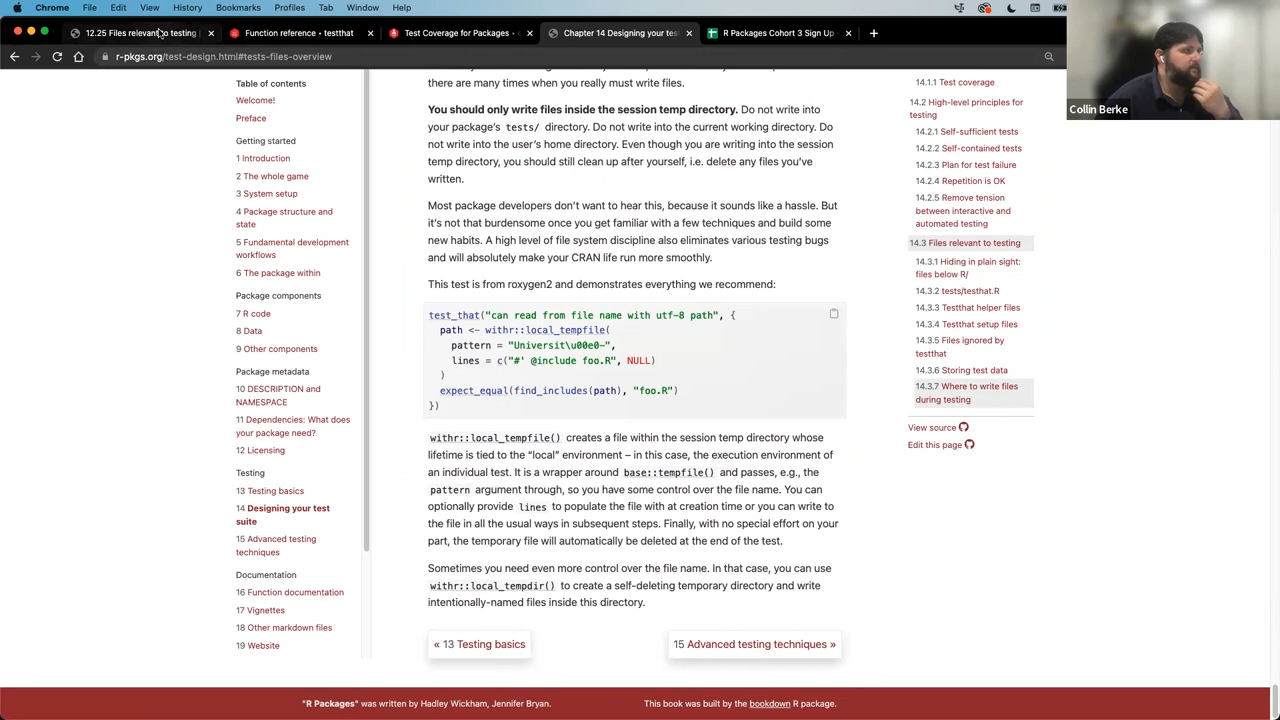 Chrome File Edit View History Bookmarks Profiles Tab Window Help
12.25 Files relevant to testing
Function reference • testthat
Test Coverage for Packages •
Chapter 14 Designing your test
R Packages Cohort 3 Sign Up -
r-pkgs.org/test-design.html#tests-files-overview
Collin Berke
Table of contents
Welcome!
Preface
Getting started
1 Introduction
2 The whole game
3 System setup
4 Package structure and
state
5 Fundamental development
workflows
6 The package within
Package components
7 R code
8 Data
9 Other components
Package metadata
10 DESCRIPTION and
NAMESPACE
11 Dependencies: What does
your package need?
12 Licensing
Testing
13 Testing basics
14 Designing your test
suite
15 Advanced testing
techniques
Documentation
16 Function documentation
17 Vignettes
18 Other markdown files
19 Website
there are many times when you really must write files.
You should only write files inside the session temp directory. Do not write into
your package's tests/ directory. Do not write into the current working directory. Do
not write into the user's home directory. Even though you are writing into the session
temp directory, you should still clean up after yourself, i.e. delete any files you've
written.
Most package developers don't want to hear this, because it sounds like a hassle. But
it's not that burdensome once you get familiar with a few techniques and build some
new habits. A high level of file system discipline also eliminates various testing bugs
and will absolutely make your CRAN life run more smoothly.
This test is from roxygen2 and demonstrates everything we recommend:
test_that("can read from file name with utf-8 path", {
path <- withr::local_tempfile(
pattern = "Universit\u00e0-",
lines = c("#' @include foo.R", NULL)
)
expect_equal(find_includes(path), "foo.R")
})
withr::local_tempfile() creates a file within the session temp directory whose
lifetime is tied to the "local" environment – in this case, the execution environment of
an individual test. It is a wrapper around base::tempfile() and passes, e.g., the
pattern argument through, so you have some control over the file name. You can
optionally provide lines to populate the file with at creation time or you can write to
the file in all the usual ways in subsequent steps. Finally, with no special effort on your
part, the temporary file will automatically be deleted at the end of the test.
Sometimes you need even more control over the file name. In that case, you can use
withr::local_tempdir() to create a self-deleting temporary directory and write
intentionally-named files inside this directory.
« 13 Testing basics
15 Advanced testing techniques »
14.1.1 Test coverage
14.2 High-level principles for
testing
14.2.1 Self-sufficient tests
14.2.2 Self-contained tests
14.2.3 Plan for test failure
14.2.4 Repetition is OK
14.2.5 Remove tension
between interactive and
automated testing
14.3 Files relevant to testing
14.3.1 Hiding in plain sight:
files below R/
14.3.2 tests/testhat.R
14.3.3 Testthat helper files
14.3.4 Testthat setup files
14.3.5 Files ignored by
testthat
14.3.6 Storing test data
14.3.7 Where to write files
during testing
View source
Edit this page
"R Packages" was written by Hadley Wickham, Jennifer Bryan.
This book was built by the bookdown R package.